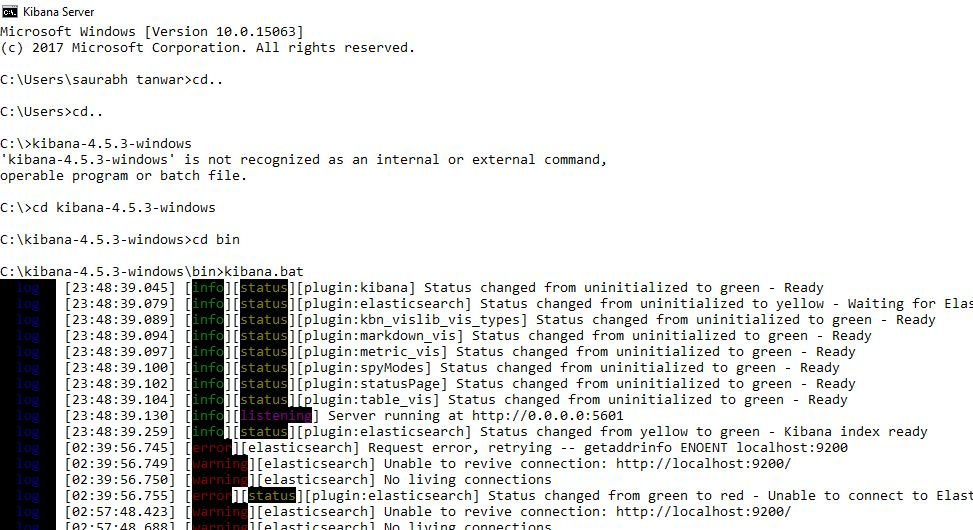 Kibana Server
Microsoft Windows [Version 10.0.15063]
(c) 2017 Microsoft Corporation. All rights reserved.
C:\Users\saurabh tanwar>cd..
C:\Users>cd..
C:\>kibana-4.5.3-windows
'kibana-4.5.3-windows' is not recognized as an internal or external command,
operable program or batch file.
C:\>cd kibana-4.5.3-windows
C:\kibana-4.5.3-windows>cd bin
C:\kibana-4.5.3-windows\bin>kibana.bat
log [23:48:39.045] [info][status][plugin:kibana] Status changed from uninitialized to green - Ready
log [23:48:39.079] [info][status][plugin:elasticsearch] Status changed from uninitialized to yellow - Waiting for Elas
log [23:48:39.089] [info][status][plugin:kbn_vislib_vis_types] Status changed from uninitialized to green - Ready
log [23:48:39.094] [info][status][plugin:markdown_vis] Status changed from uninitialized to green - Ready
log [23:48:39.097] [info][status][plugin:metric_vis] Status changed from uninitialized to green - Ready
log [23:48:39.100] [info][status][plugin:spyModes] Status changed from uninitialized to green - Ready
log [23:48:39.102] [info][status][plugin:statusPage] Status changed from uninitialized to green - Ready
log [23:48:39.104] [info][status][plugin:table_vis] Status changed from uninitialized to green - Ready
log [23:48:39.130] [info][listening] Server running at http://0.0.0.0:5601
log [23:48:39.259] [info][status][plugin:elasticsearch] Status changed from yellow to green - Kibana index ready
log [02:39:56.745] [error][elasticsearch] Request error, retrying -- getaddrinfo ENOENT localhost:9200
log [02:39:56.749] [warning][elasticsearch] Unable to revive connection: http://localhost:9200/
log [02:39:56.750] [warning][elasticsearch] No living connections
log [02:39:56.755] [error][status][plugin:elasticsearch] Status changed from green to red - Unable to connect to Elast
log [02:57:48.423] [warning][elasticsearch] Unable to revive connection: http://localhost:9200/
log [02:57:48.688] [warning][elasticsearch] No living connections